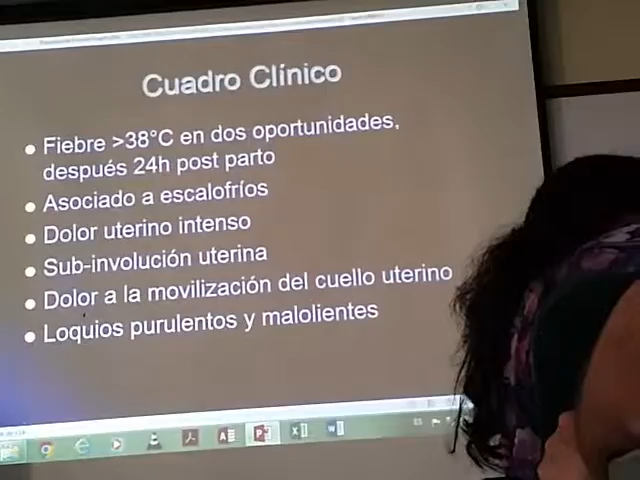 Cuadro Clínico
• Fiebre >38°C en dos oportunidades,
después 24h post parto
• Asociado a escalofríos
• Dolor uterino intenso
• Sub-involución uterina
• Dolor a la movilización del cuello uterino
• Loquios purulentos y malolientes